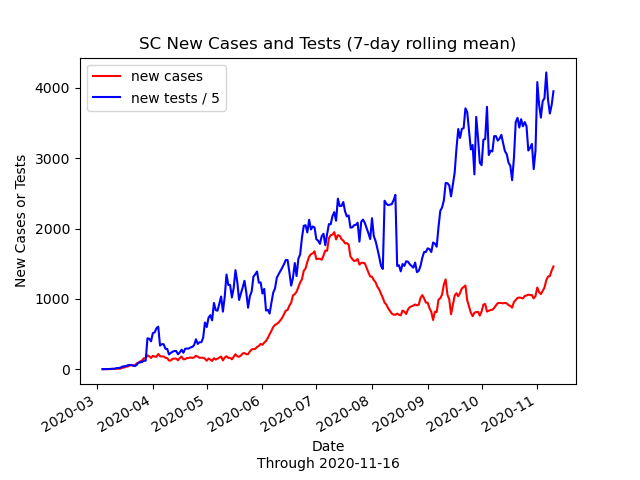 SC New Cases and Tests (7-day rolling mean)
new cases
new tests / 5
New Cases or Tests
4000
3000
2000
1000
0
2020-03
2020-04
2020-05
2020-06
2020-07
2020-08
2020-09
2020-10
2020-11
Date
Through 2020-11-16